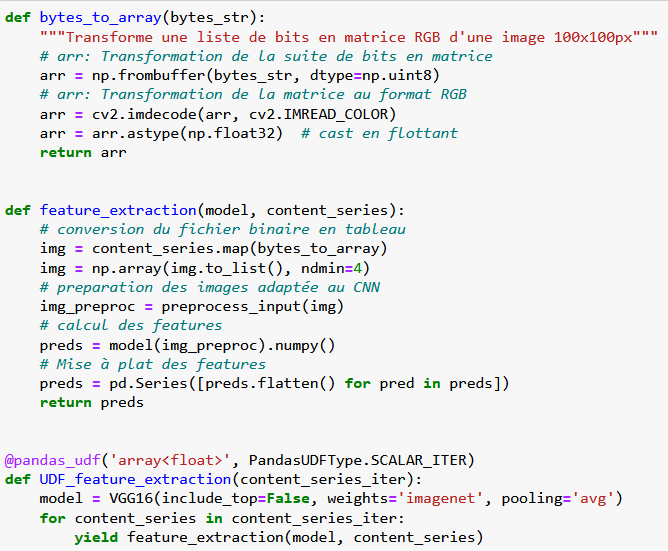 def bytes_to_array(bytes_str):
    """Transforme une liste de bits en matrice RGB d'une image 100x100px"""
    # arr: Transformation de la suite de bits en matrice
    arr = np.frombuffer(bytes_str, dtype=np.uint8)
    # arr: Transformation de la matrice au format RGB
    arr = cv2.imdecode(arr, cv2.IMREAD_COLOR)
    arr = arr.astype(np.float32)  # cast en flottant
    return arr
def feature_extraction(model, content_series):
    # conversion du fichier binaire en tableau
    img = content_series.map(bytes_to_array)
    img = np.array(img.to_list(), ndmin=4)
    # preparation des images adaptée au CNN
    img_preproc = preprocess_input(img)
    # calcul des features
    preds = model(img_preproc).numpy()
    # Mise à plat des features
    preds = pd.Series([preds.flatten() for pred in preds])
    return preds
@pandas_udf('array<float>', PandasUDFType.SCALAR_ITER)
def UDF_feature_extraction(content_series_iter):
    model = VGG16(include_top=False, weights='imagenet', pooling='avg')
    for content_series in content_series_iter:
        yield feature_extraction(model, content_series)